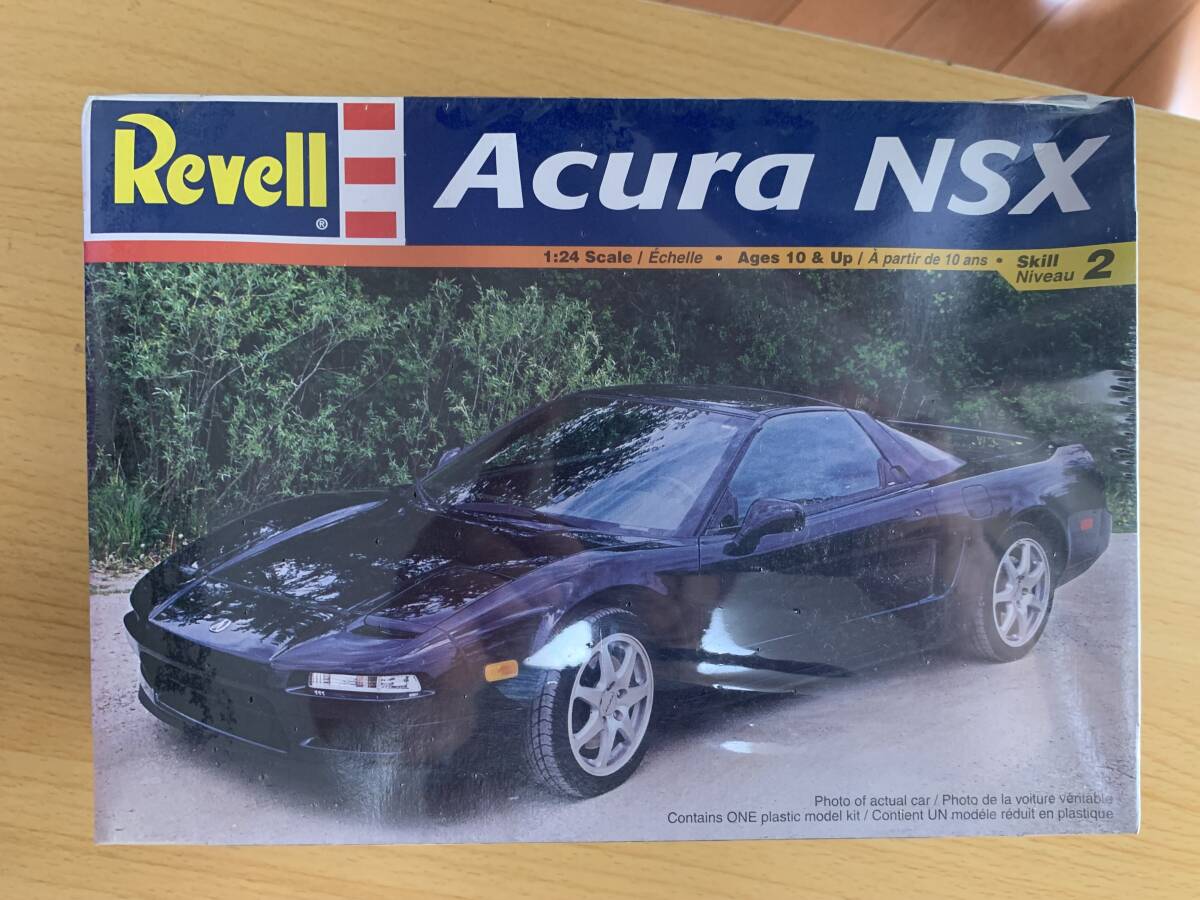 Revell®
Acura NSX
1:24 Scale / Échelle • Ages 10 & Up / À partir de 10 ans • Skill Niveau 2
Photo of actual car / Photo de la voiture véritable
Contains ONE plastic model kit / Contient UN modéle réduit en plastique